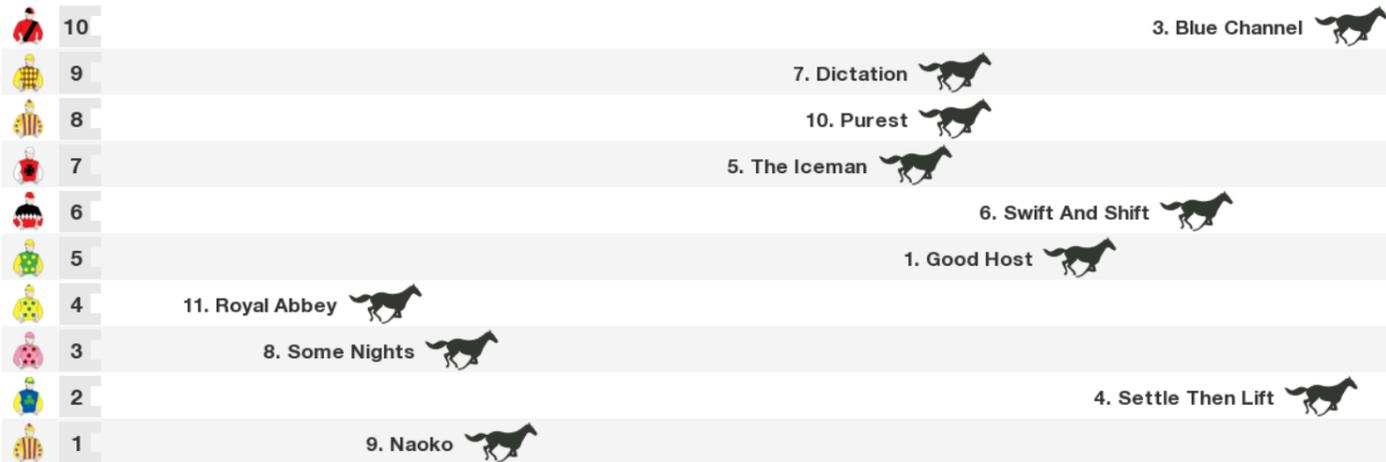 10 3. Blue Channel
9 7. Dictation
8 10. Purest
7 5. The Iceman
6 6. Swift And Shift
5 1. Good Host
4 11. Royal Abbey
3 8. Some Nights
2 4. Settle Then Lift
1 9. Naoko